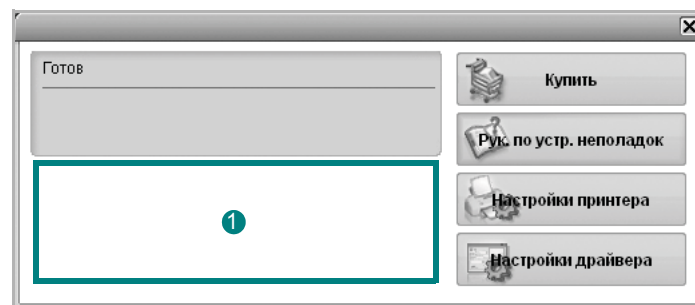 Готов
Купить
Рук. по устр. неполадок
1
Настройки принтера
Настройки драйвера